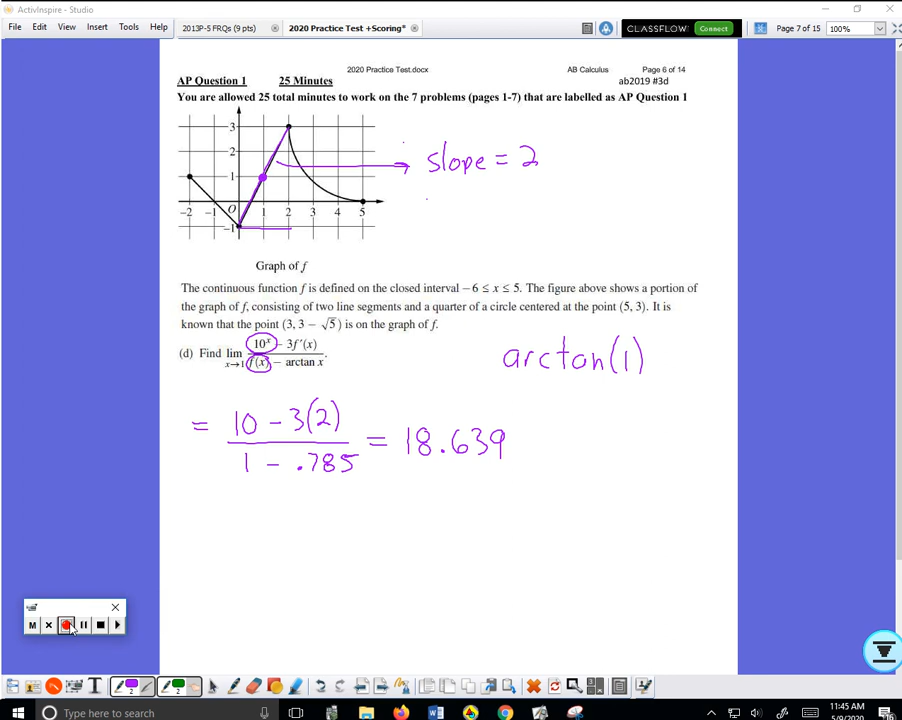 ActivInspire - Studio
File Edit View Insert Tools Help
2013P-5 FRQs (9 pts)
2020 Practice Test +Scoring*
CLASSFLOW Connect
Page 7 of 15
100%
2020 Practice Test.docx AB Calculus Page 6 of 14
AP Question 1 25 Minutes ab2019 #3d
You are allowed 25 total minutes to work on the 7 problems (pages 1-7) that are labelled as AP Question 1
3
2
1
-2 -1 O 1 2 3 4 5
-1
slope = 2
Graph of f
The continuous function f is defined on the closed interval −6 ≤ x ≤ 5. The figure above shows a portion of
the graph of f, consisting of two line segments and a quarter of a circle centered at the point (5, 3). It is
known that the point (3, 3 − √5) is on the graph of f.
(d) Find lim x→1 10^x − 3f′(x) / f(x) − arctan x.
arctan(1)
= 10 − 3(2) / 1 − .785 = 18.639
M
T
2
2
Type here to search
11:45 AM
5/9/2020
16